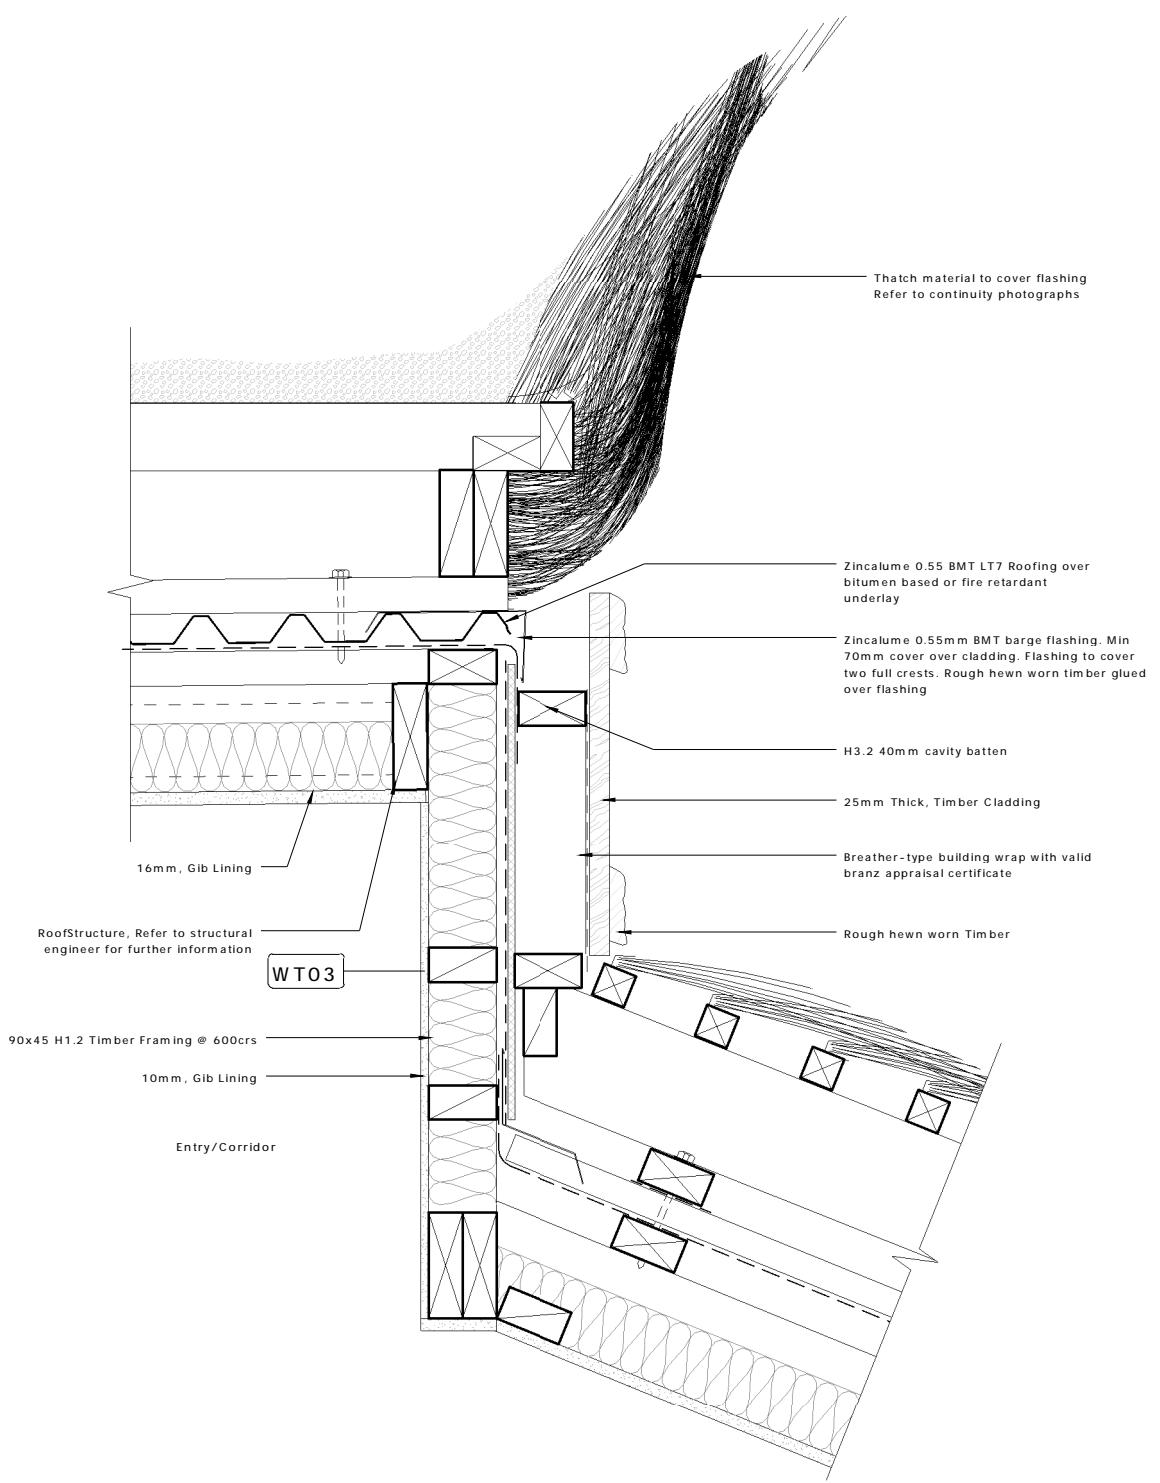 Thatch material to cover flashing
Refer to continuity photographs
Zincalume 0.55 BMT LT7 Roofing over
bitumen based or fire retardant
underlay
Zincalume 0.55mm BMT barge flashing. Min
70mm cover over cladding. Flashing to cover
two full crests. Rough hewn worn timber glued
over flashing
H3.2 40mm cavity batten
25mm Thick, Timber Cladding
Breather-type building wrap with valid
branz appraisal certificate
Rough hewn worn Timber
16mm, Gib Lining
RoofStructure, Refer to structural
engineer for further information
WT03
90x45 H1.2 Timber Framing @ 600crs
10mm, Gib Lining
Entry/Corridor